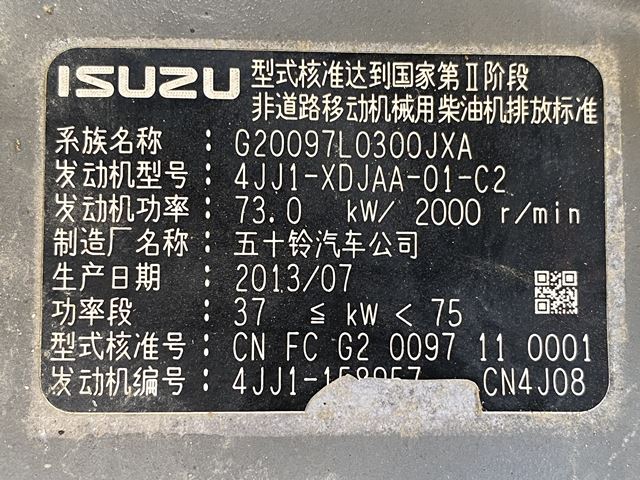 ISUZU 型式核准达到国家第Ⅱ阶段
非道路移动机械用柴油机排放标准
系族名称 : G20097L0300JXA
发动机型号 : 4JJ1-XDJAA-01-C2
发动机功率 : 73.0 kW/ 2000 r/min
制造厂名称 : 五十铃汽车公司
生产日期 : 2013/07
功率段 : 37 ≦ kW < 75
型式核准号 : CN FC G2 0097 11 0001
发动机编号 : CN4J08